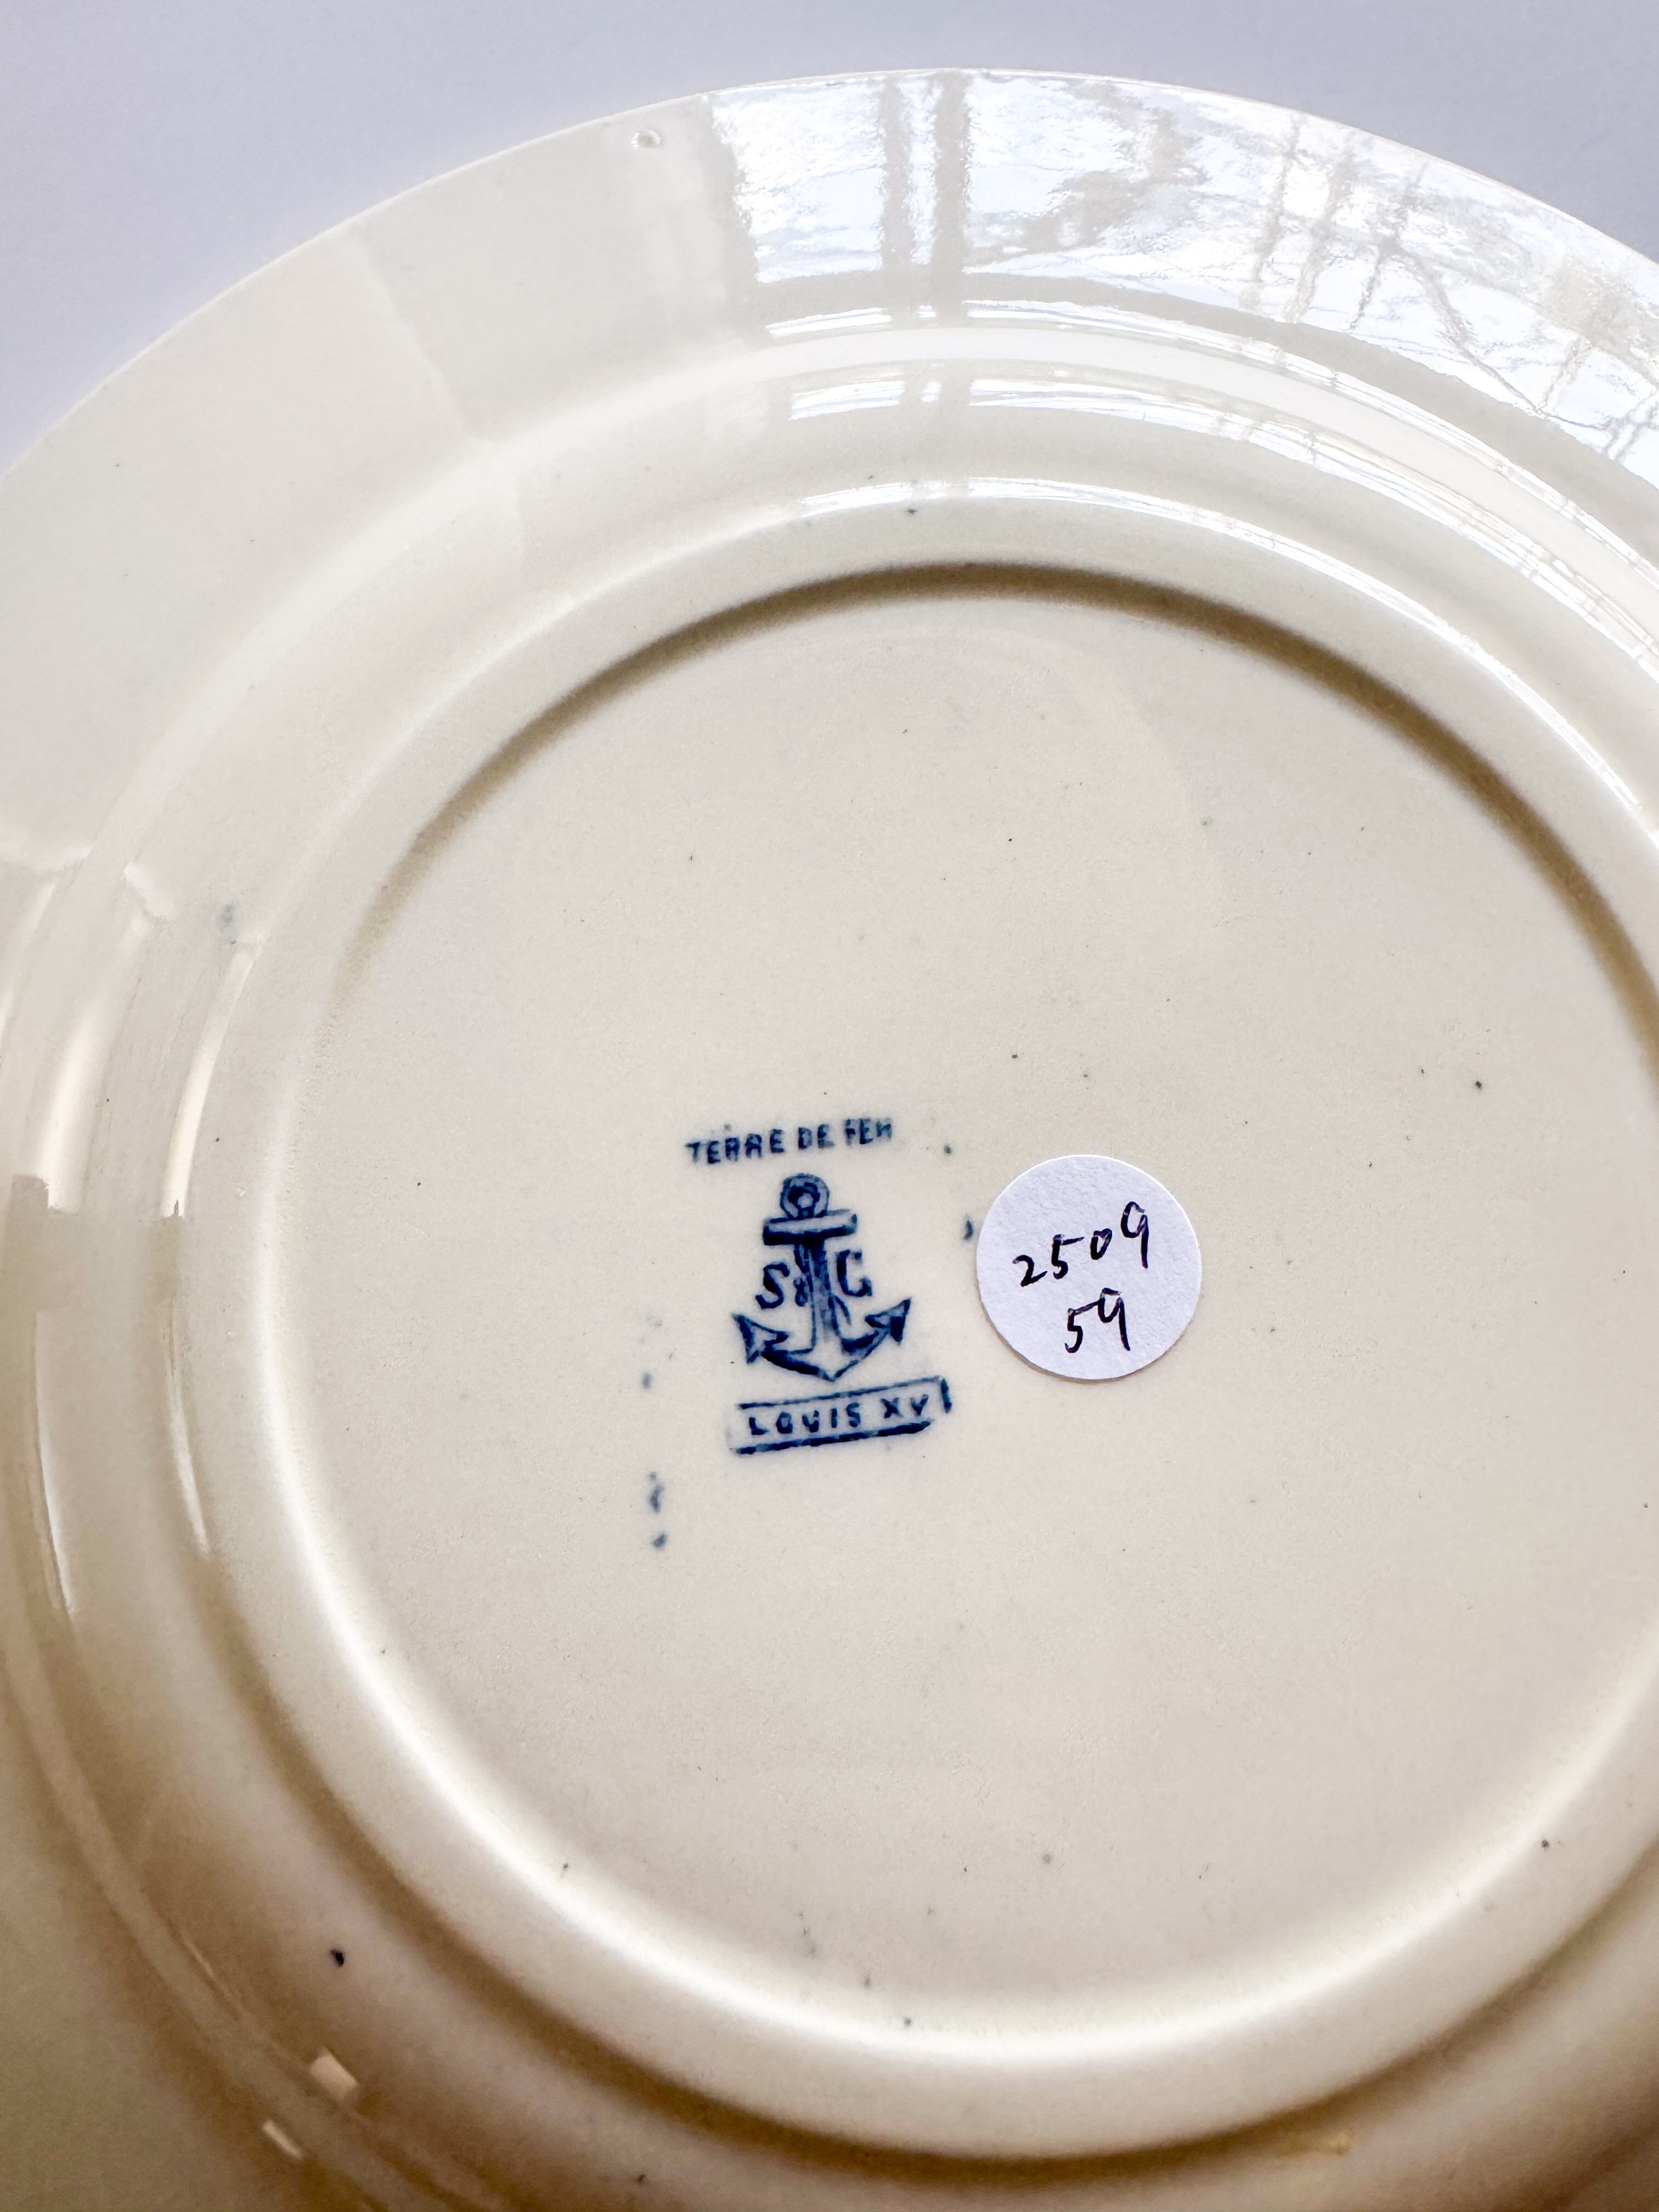 TERRE DE FER
S & C
LOUIS XV
2509
59